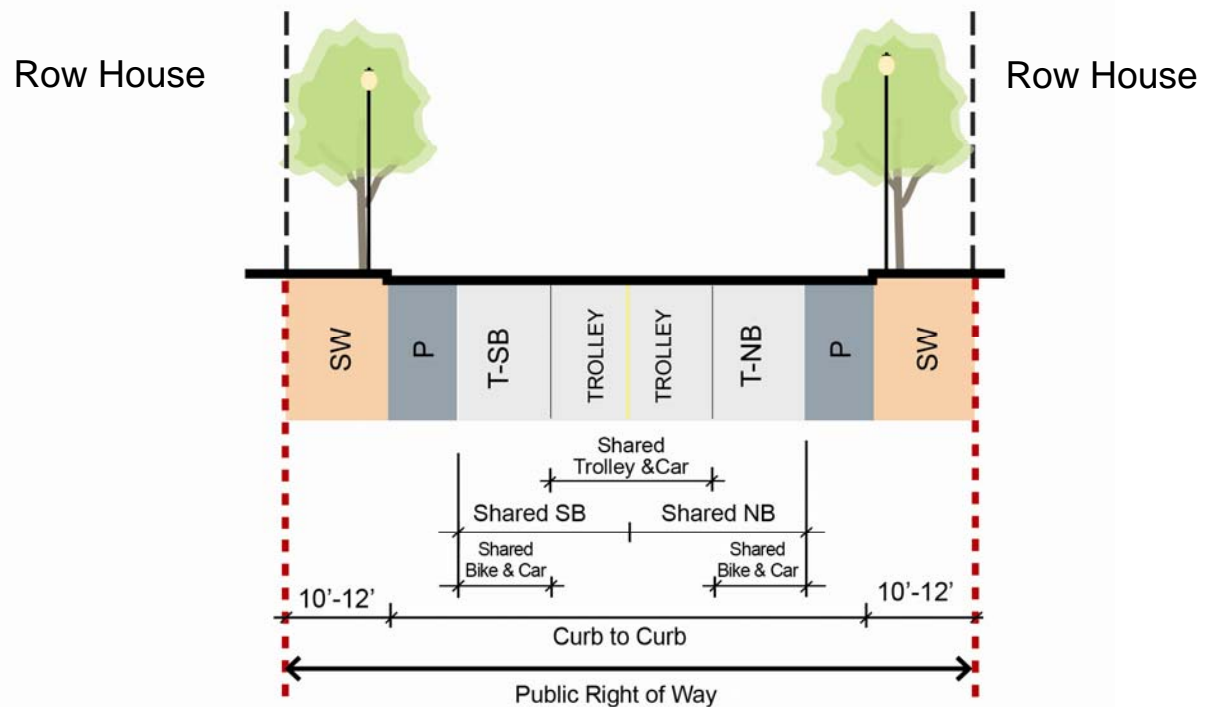 Row House
Row House
SW
P
T-SB
TROLLEY
TROLLEY
T-NB
P
SW
Shared
Trolley &Car
Shared SB
Shared NB
Shared
Bike & Car
Shared
Bike & Car
10’-12’
10’-12’
Curb to Curb
Public Right of Way